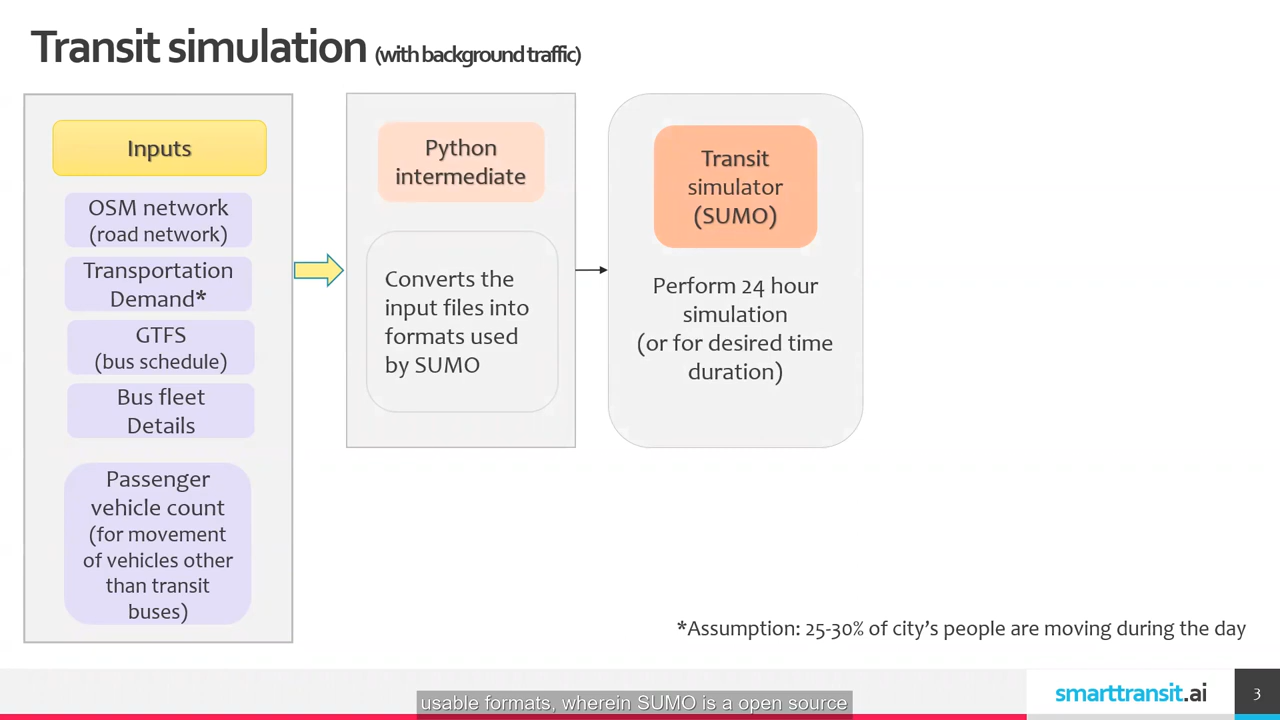 Transit simulation (with background traffic)
Inputs
OSM network
(road network)
Transportation
Demand*
GTFS
(bus schedule)
Bus fleet
Details
Passenger
vehicle count
(for movement
of vehicles other
than transit
buses)
Python
intermediate
Converts the
input files into
formats used
by SUMO
Transit
simulator
(SUMO)
Perform 24 hour
simulation
(or for desired time
duration)
*Assumption: 25-30% of city's people are moving during the day
smarttransit.ai
3
usable formats, wherein SUMO is a open source